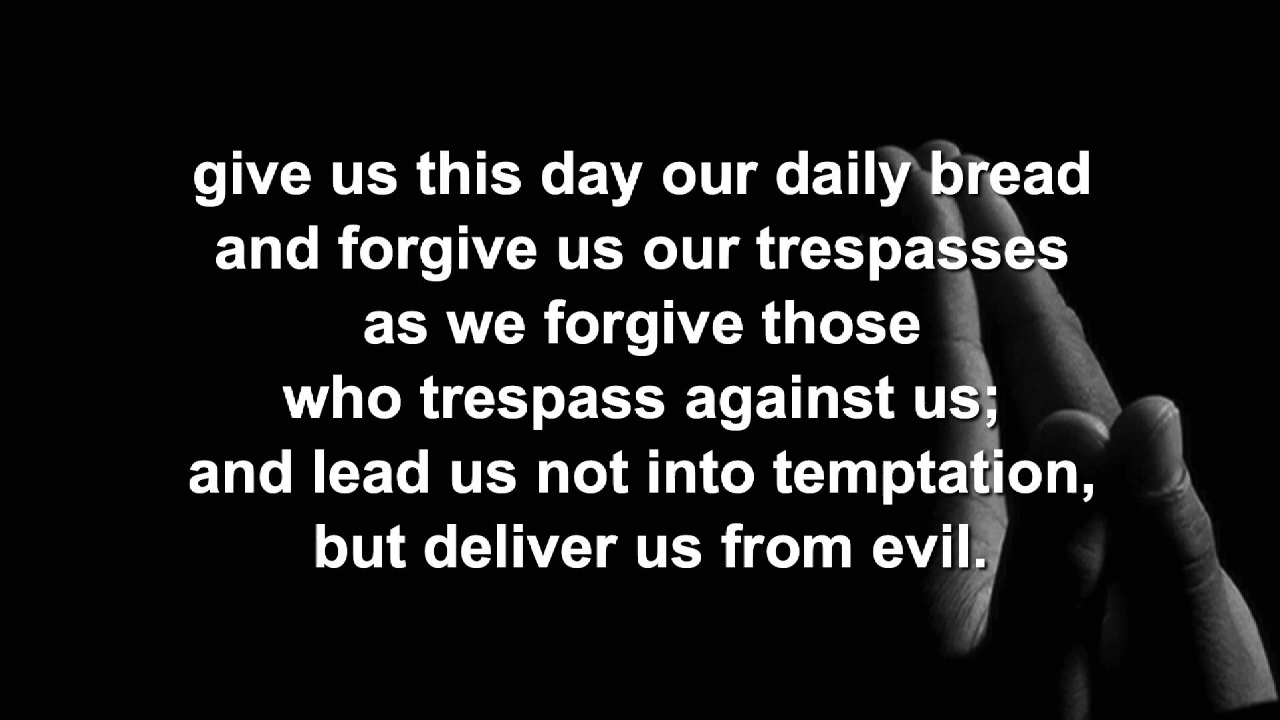 give us this day our daily bread
and forgive us our trespasses
as we forgive those
who trespass against us;
and lead us not into temptation,
but deliver us from evil.